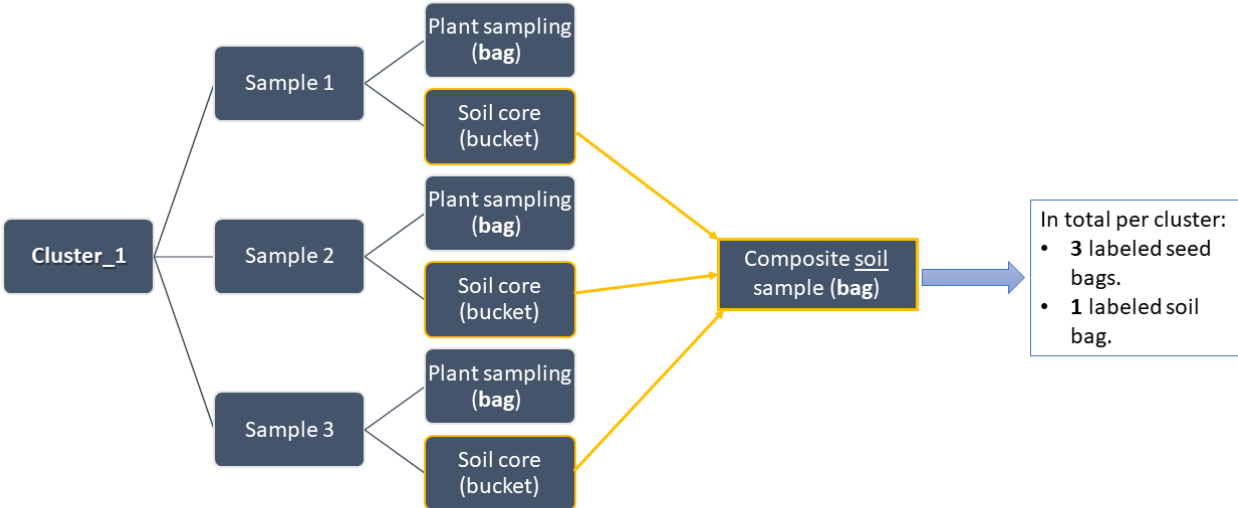 Cluster_1
Sample 1
Plant sampling
(bag)
Soil core
(bucket)
Sample 2
Plant sampling
(bag)
Soil core
(bucket)
Sample 3
Plant sampling
(bag)
Soil core
(bucket)
Composite soil
sample (bag)
In total per cluster:
• 3 labeled seed
bags.
• 1 labeled soil
bag.